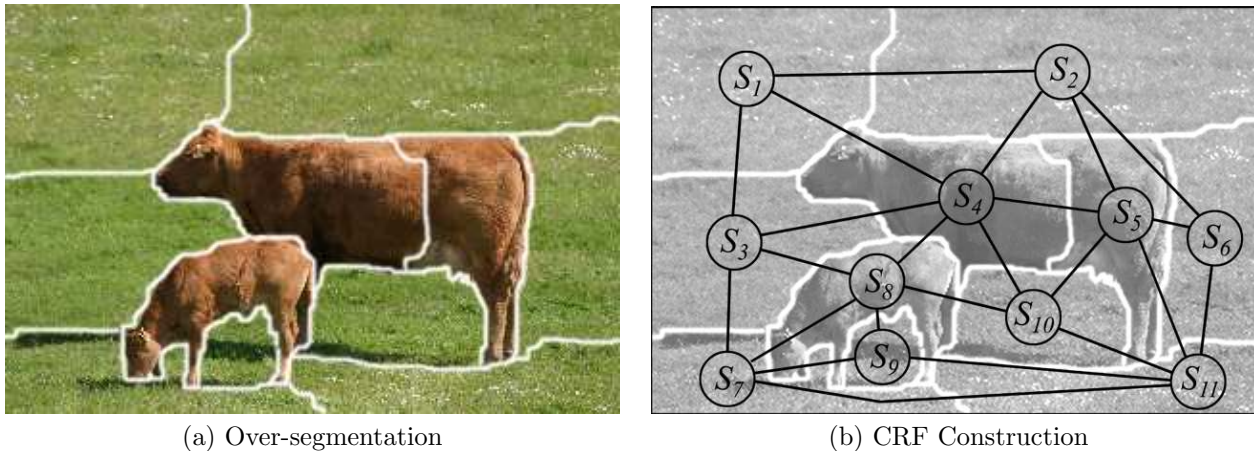 S1
S2
S3
S4
S5
S6
S7
S8
S9
S10
S11
(a) Over-segmentation
(b) CRF Construction